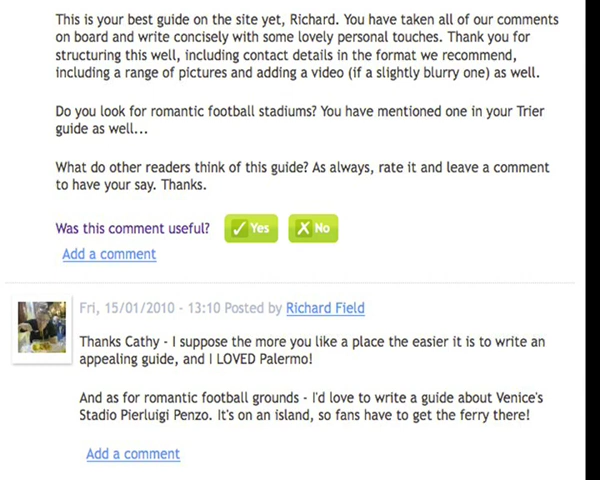 This is your best guide on the site yet, Richard. You have taken all of our comments
on board and write concisely with some lovely personal touches. Thank you for
structuring this well, including contact details in the format we recommend,
including a range of pictures and adding a video (if a slightly blurry one) as well.
Do you look for romantic football stadiums? You have mentioned one in your Trier
guide as well...
What do other readers think of this guide? As always, rate it and leave a comment
to have your say. Thanks.
Was this comment useful? Yes No
Add a comment
Fri, 15/01/2010 - 13:10 Posted by Richard Field
Thanks Cathy - I suppose the more you like a place the easier it is to write an
appealing guide, and I LOVED Palermo!
And as for romantic football grounds - I'd love to write a guide about Venice's
Stadio Pierluigi Penzo. It's on an island, so fans have to get the ferry there!
Add a comment